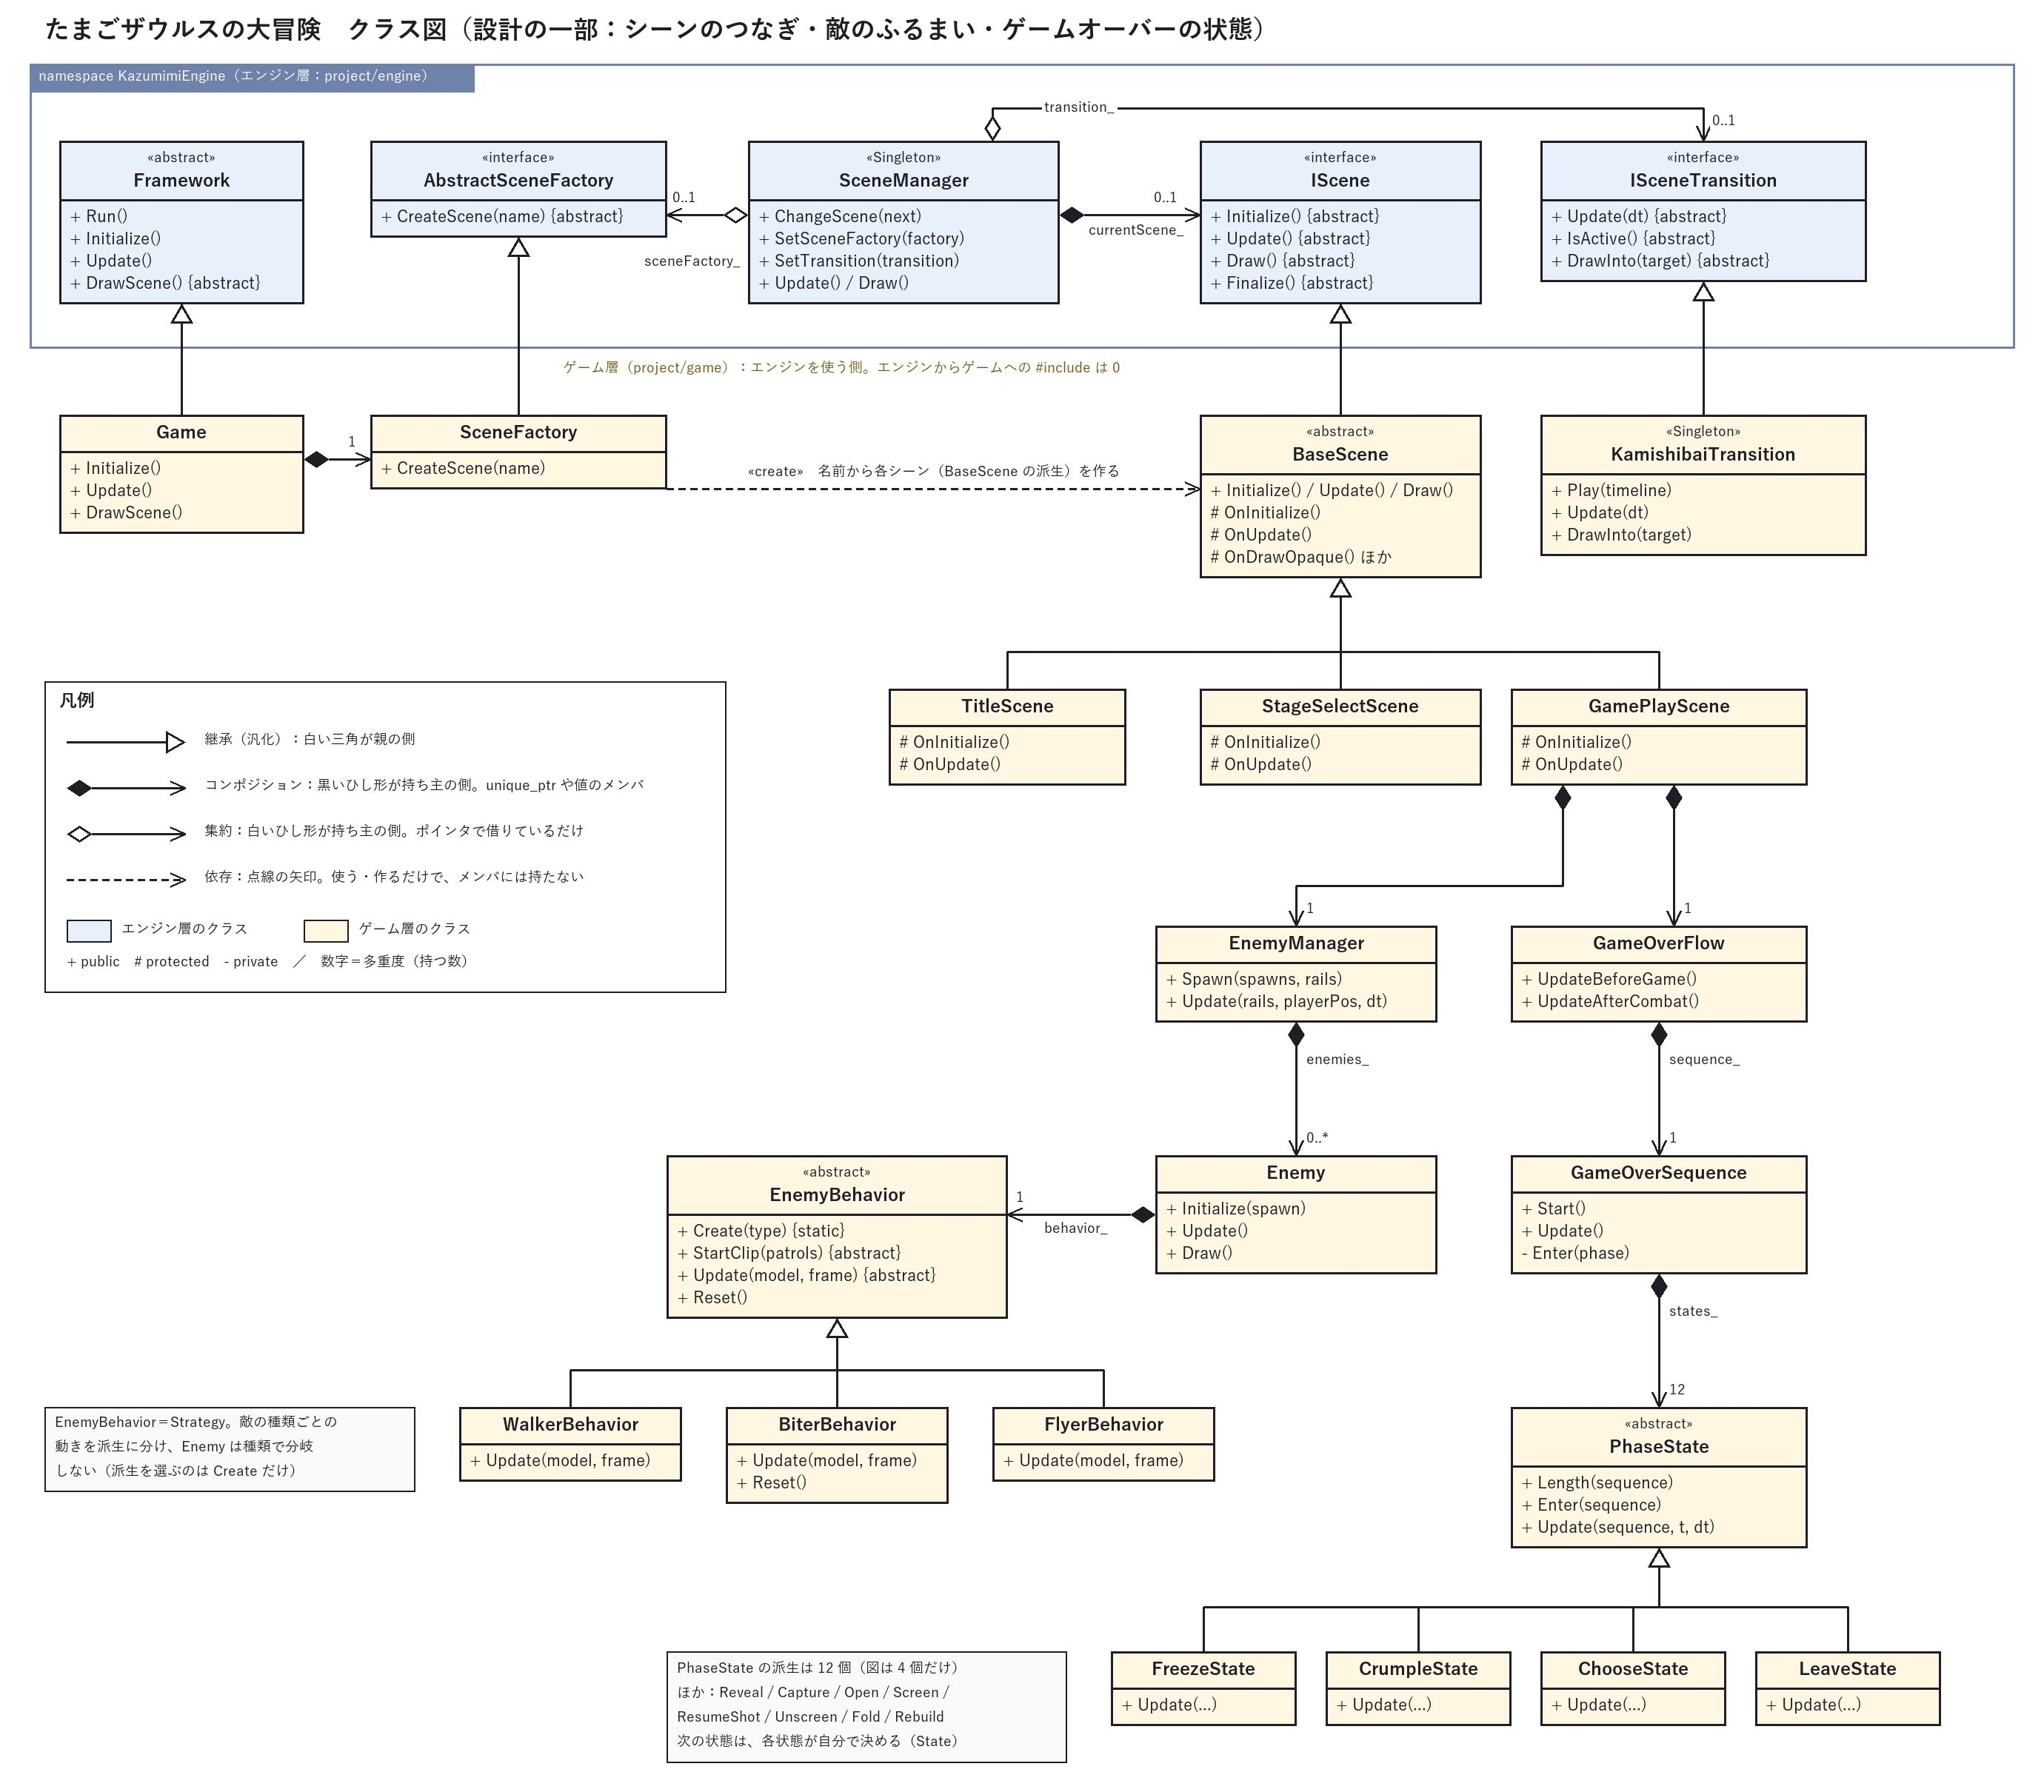 たまごザウルスの大冒険　クラス図（設計の一部：シーンのつなぎ・敵のふるまい・ゲームオーバーの状態）
namespace KazumimiEngine（エンジン層：project/engine）
transition_
0..1
«abstract»
Framework
+ Run()
+ Initialize()
+ Update()
+ DrawScene() {abstract}
«interface»
AbstractSceneFactory
+ CreateScene(name) {abstract}
0..1
sceneFactory_
«Singleton»
SceneManager
+ ChangeScene(next)
+ SetSceneFactory(factory)
+ SetTransition(transition)
+ Update() / Draw()
0..1
currentScene_
«interface»
IScene
+ Initialize() {abstract}
+ Update() {abstract}
+ Draw() {abstract}
+ Finalize() {abstract}
«interface»
ISceneTransition
+ Update(dt) {abstract}
+ IsActive() {abstract}
+ DrawInto(target) {abstract}
ゲーム層（project/game）：エンジンを使う側。エンジンからゲームへの #include は 0
Game
+ Initialize()
+ Update()
+ DrawScene()
1
SceneFactory
+ CreateScene(name)
«create»　名前から各シーン（BaseScene の派生）を作る
«abstract»
BaseScene
+ Initialize() / Update() / Draw()
# OnInitialize()
# OnUpdate()
# OnDrawOpaque() ほか
«Singleton»
KamishibaiTransition
+ Play(timeline)
+ Update(dt)
+ DrawInto(target)
凡例
継承（汎化）：白い三角が親の側
コンポジション：黒いひし形が持ち主の側。unique_ptr や値のメンバ
集約：白いひし形が持ち主の側。ポインタで借りているだけ
依存：点線の矢印。使う・作るだけで、メンバには持たない
エンジン層のクラス
ゲーム層のクラス
+ public　# protected　- private　／　数字＝多重度（持つ数）
TitleScene
# OnInitialize()
# OnUpdate()
StageSelectScene
# OnInitialize()
# OnUpdate()
GamePlayScene
# OnInitialize()
# OnUpdate()
1
EnemyManager
+ Spawn(spawns, rails)
+ Update(rails, playerPos, dt)
1
GameOverFlow
+ UpdateBeforeGame()
+ UpdateAfterCombat()
enemies_
0..*
sequence_
1
«abstract»
EnemyBehavior
+ Create(type) {static}
+ StartClip(patrols) {abstract}
+ Update(model, frame) {abstract}
+ Reset()
1
behavior_
Enemy
+ Initialize(spawn)
+ Update()
+ Draw()
GameOverSequence
+ Start()
+ Update()
- Enter(phase)
states_
12
EnemyBehavior＝Strategy。敵の種類ごとの
動きを派生に分け、Enemy は種類で分岐
しない（派生を選ぶのは Create だけ）
WalkerBehavior
+ Update(model, frame)
BiterBehavior
+ Update(model, frame)
+ Reset()
FlyerBehavior
+ Update(model, frame)
«abstract»
PhaseState
+ Length(sequence)
+ Enter(sequence)
+ Update(sequence, t, dt)
PhaseState の派生は 12 個（図は 4 個だけ）
ほか：Reveal / Capture / Open / Screen /
ResumeShot / Unscreen / Fold / Rebuild
次の状態は、各状態が自分で決める（State）
FreezeState
+ Update(...)
CrumpleState
+ Update(...)
ChooseState
+ Update(...)
LeaveState
+ Update(...)